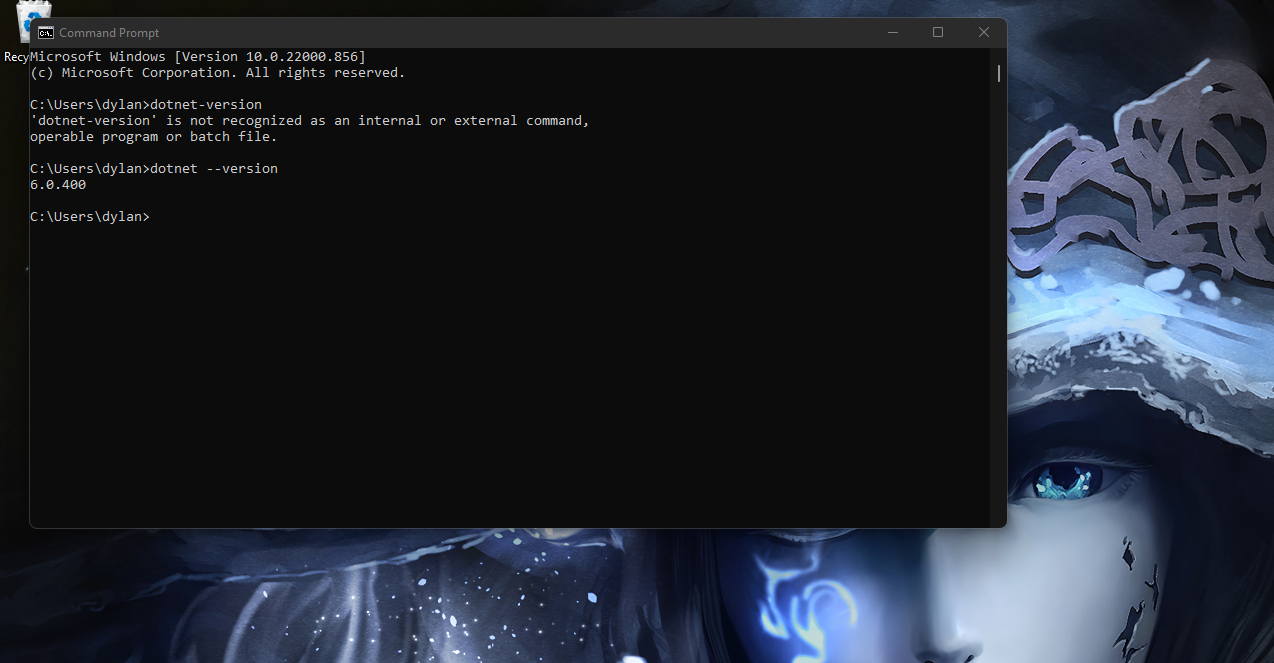 Command Prompt
Recy
Microsoft Windows [Version 10.0.22000.856]
(c) Microsoft Corporation. All rights reserved.
C:\Users\dylan>dotnet-version
'dotnet-version' is not recognized as an internal or external command,
operable program or batch file.
C:\Users\dylan>dotnet --version
6.0.400
C:\Users\dylan>